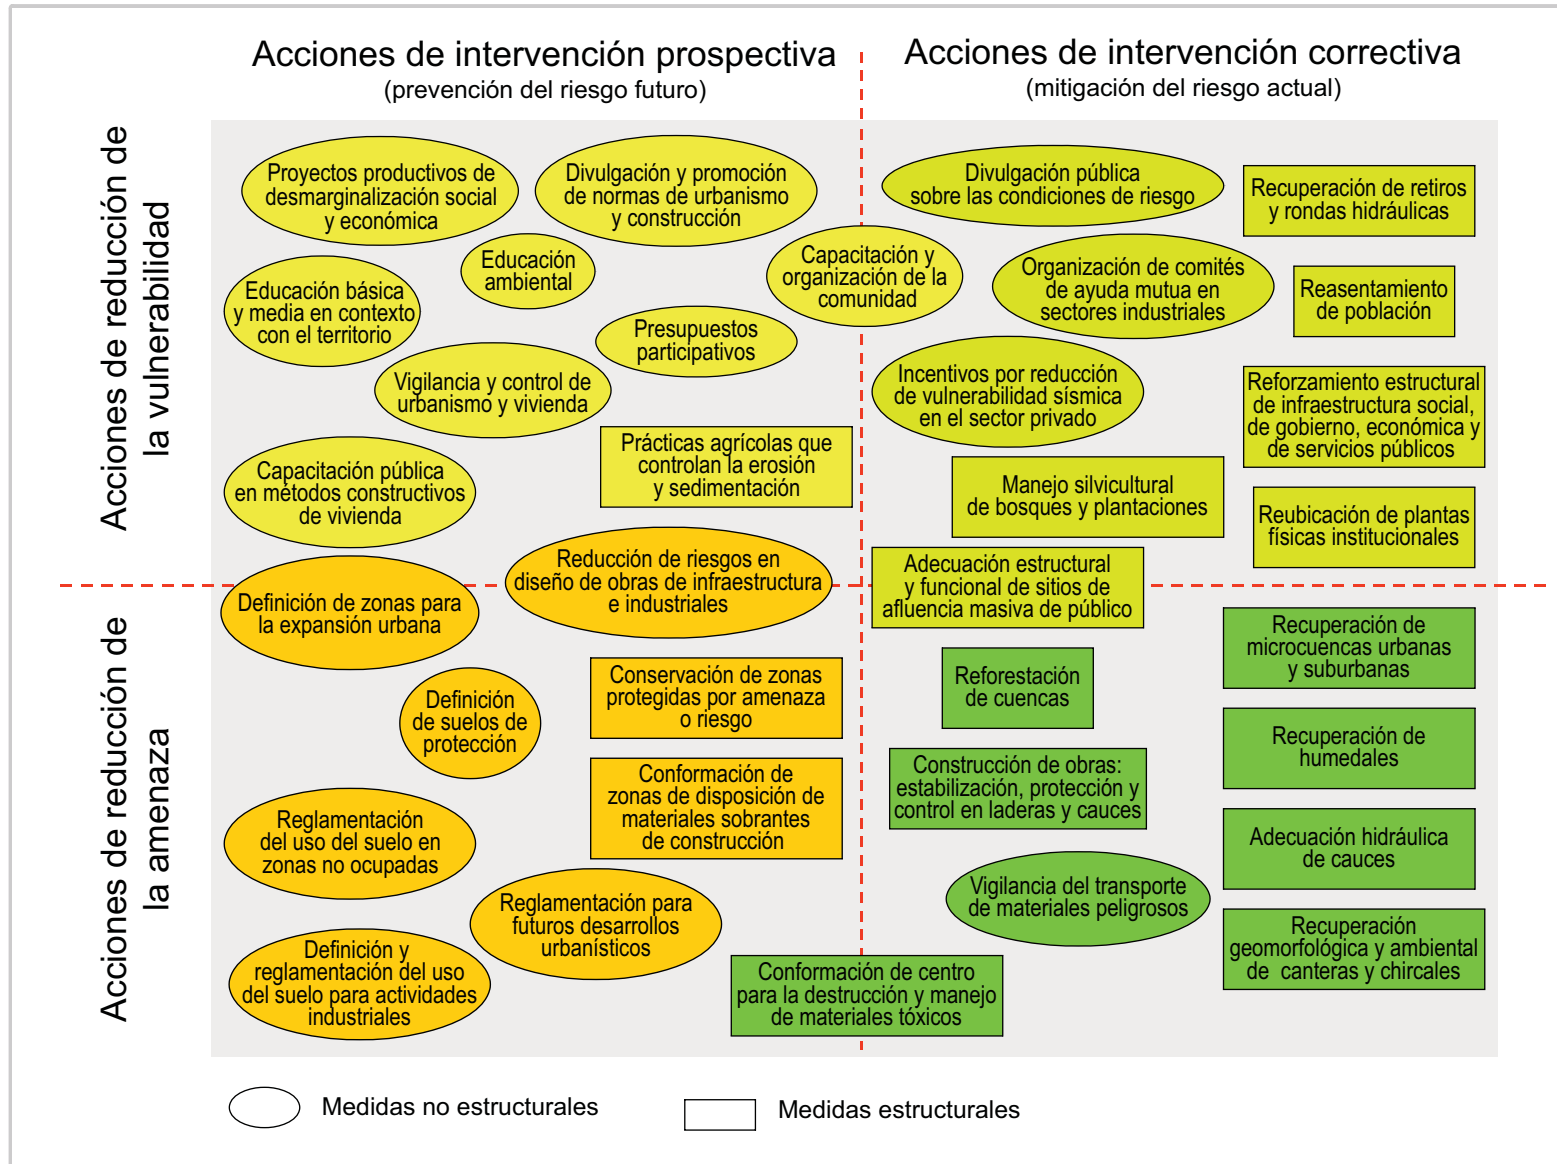 Acciones de intervención prospectiva
(prevención del riesgo futuro)
Acciones de intervención correctiva
(mitigación del riesgo actual)
Acciones de reducción de
la vulnerabilidad
Proyectos productivos de
desmarginalización social
y económica
Divulgación y promoción
de normas de urbanismo
y construcción
Educación
ambiental
Educación básica
y media en contexto
con el territorio
Presupuestos
participativos
Vigilancia y control de
urbanismo y vivienda
Prácticas agrícolas que
controlan la erosión
y sedimentación
Capacitación pública
en métodos constructivos
de vivienda
Capacitación y
organización de la
comunidad
Divulgación pública
sobre las condiciones de riesgo
Recuperación de retiros
y rondas hidráulicas
Organización de comités
de ayuda mutua en
sectores industriales
Reasentamiento
de población
Incentivos por reducción
de vulnerabilidad sísmica
en el sector privado
Reforzamiento estructural
de infraestructura social,
de gobierno, económica y
de servicios públicos
Manejo silvicultural
de bosques y plantaciones
Reubicación de plantas
físicas institucionales
Adecuación estructural
y funcional de sitios de
afluencia masiva de público
Acciones de reducción de
la amenaza
Reducción de riesgos en
diseño de obras de infraestructura
e industriales
Definición de zonas para
la expansión urbana
Definición
de suelos de
protección
Conservación de zonas
protegidas por amenaza
o riesgo
Conformación de
zonas de disposición de
materiales sobrantes
de construcción
Reglamentación
del uso del suelo en
zonas no ocupadas
Reglamentación para
futuros desarrollos
urbanísticos
Definición y
reglamentación del uso
del suelo para actividades
industriales
Conformación de centro
para la destrucción y manejo
de materiales tóxicos
Recuperación de
microcuencas urbanas
y suburbanas
Reforestación
de cuencas
Recuperación de
humedales
Construcción de obras:
estabilización, protección y
control en laderas y cauces
Adecuación hidráulica
de cauces
Vigilancia del transporte
de materiales peligrosos
Recuperación
geomorfológica y ambiental
de canteras y chircales
Medidas no estructurales
Medidas estructurales